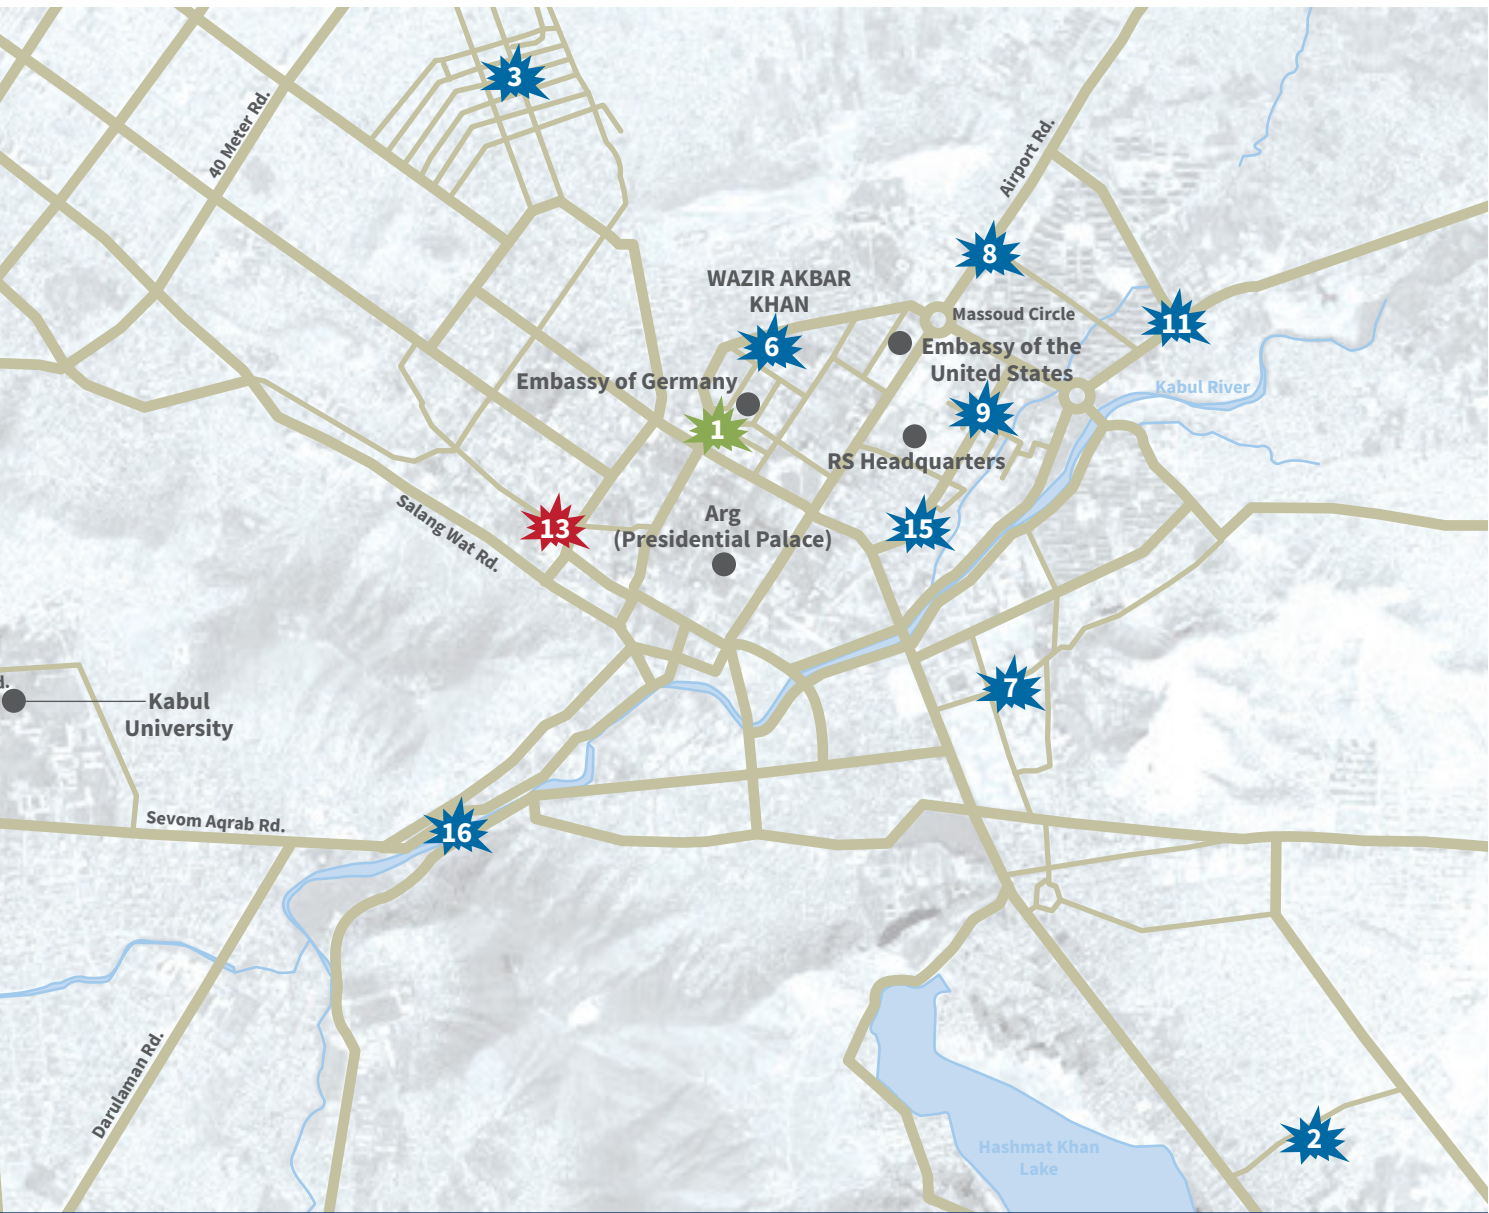 3
40 Meter Rd.
Airport Rd.
8
WAZIR AKBAR
KHAN
Massoud Circle
11
6
Embassy of the
United States
Embassy of Germany
Kabul River
9
1
RS Headquarters
Salang Wat Rd.
13
Arg
(Presidential Palace)
15
d.
7
Kabul
University
Sevom Aqrab Rd.
16
Darulaman Rd.
2
Hashmat Khan
Lake